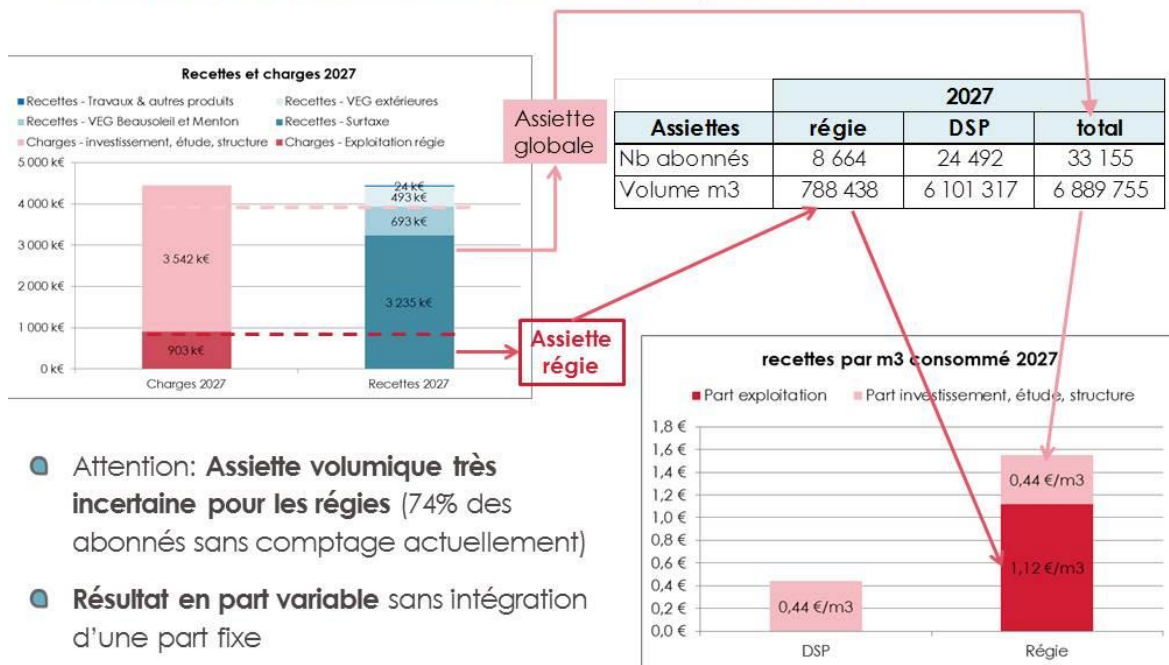 Recettes et charges 2027
Recettes - Travaux & autres produits
Recettes - VEG extérieures
Recettes - VEG Beausoleil et Menton
Recettes - Surtaxe
Charges - investissement, étude, structure
Charges - Exploitation régie
5 000 k€
4 000 k€
3 000 k€
2 000 k€
1 000 k€
0 k€
3 542 k€
903 k€
24 k€
493 k€
693 k€
3 235 k€
Charges 2027
Recettes 2027
Assiette
globale
Assiette
régie
2027
Assiettes régie DSP total
Nb abonnés 8 664 24 492 33 155
Volume m3 788 438 6 101 317 6 889 755
recettes par m3 consommé 2027
Part exploitation
Part investissement, étude, structure
1,8 €
1,6 €
1,4 €
1,2 €
1,0 €
0,8 €
0,6 €
0,4 €
0,2 €
0,0 €
0,44 €/m3
0,44 €/m3
1,12 €/m3
DSP
Régie
Attention: Assiette volumique très
incertaine pour les régies (74% des
abonnés sans comptage actuellement)
Résultat en part variable sans intégration
d'une part fixe